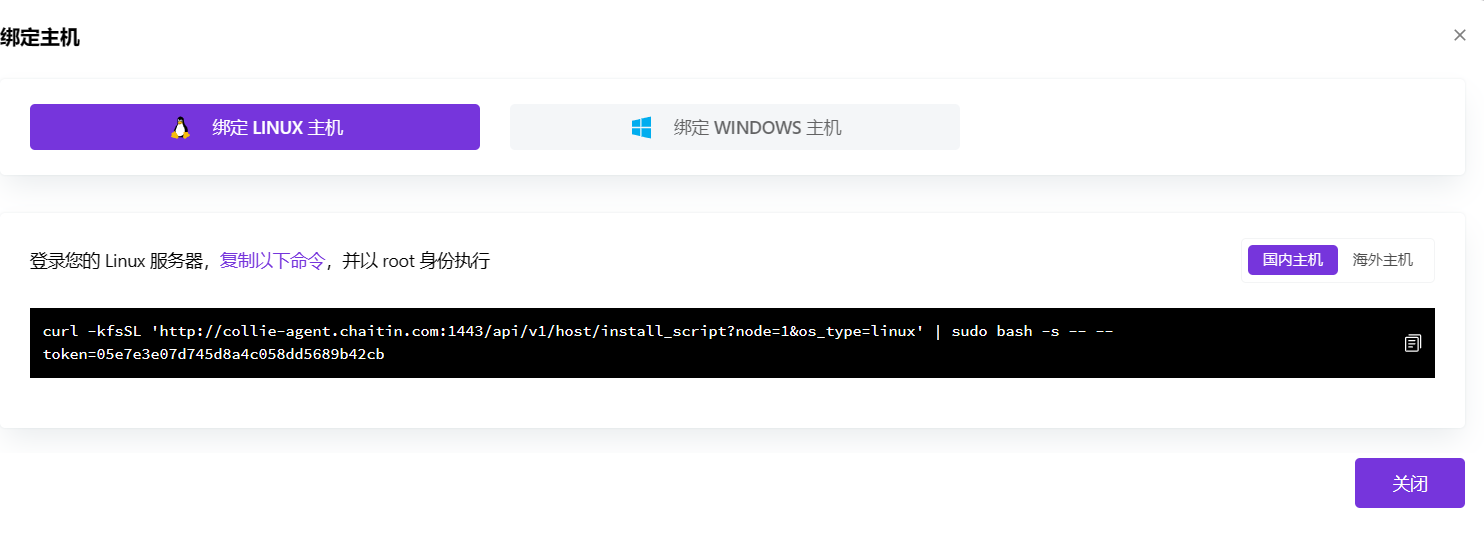 绑定主机
绑定 LINUX 主机
绑定 WINDOWS 主机
登录您的 Linux 服务器，复制以下命令，并以 root 身份执行
国内主机
海外主机
curl -kfsSL 'http://collie-agent.chaitin.com:1443/api/v1/host/install_script?node=1&os_type=linux' | sudo bash -s -- --
token=05e7e3e07d745d8a4c058dd5689b42cb
关闭